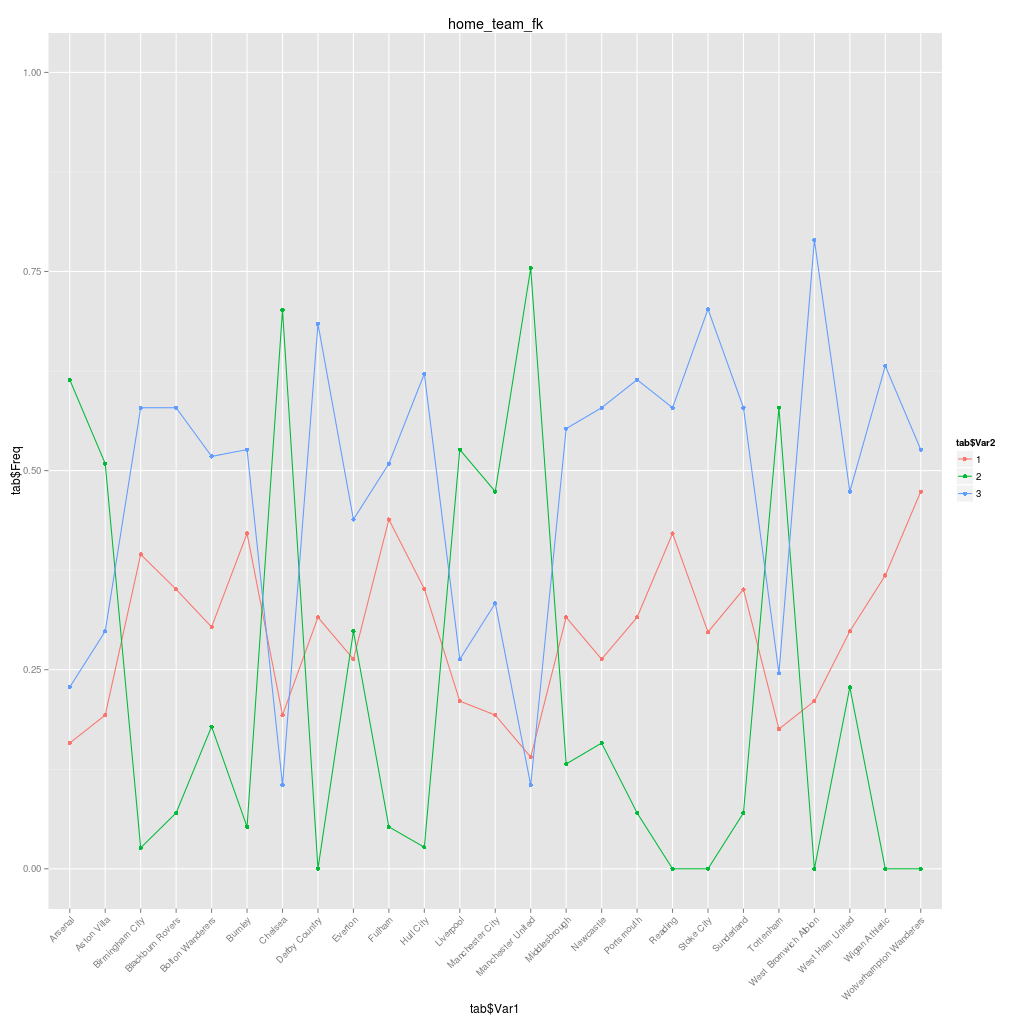 home_team_fk
1.00
0.75
0.50
0.25
0.00
tab$Freq
Arsenal
Aston Villa
Birmingham City
Blackburn Rovers
Bolton Wanderers
Burnley
Chelsea
Derby County
Everton
Fulham
Hull City
Liverpool
Manchester City
Manchester United
Middlesbrough
Newcastle
Portsmouth
Reading
Stoke City
Sunderland
Tottenham
West Bromwich Albion
West Ham United
Wigan Athletic
Wolverhampton Wanderers
tab$Var1
tab$Var2
1
2
3